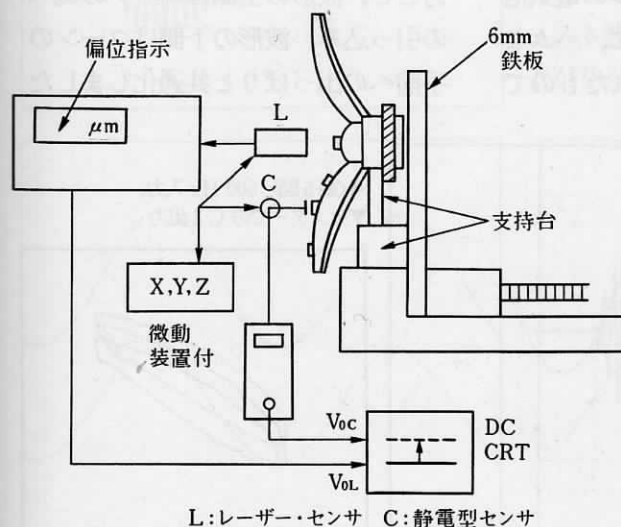 偏位指示
μm
L
C
6mm
鉄板
支持台
X,Y,Z
微動
装置付
V0C
V0L
DC
CRT
L:レーザー・センサ C:静電型センサ